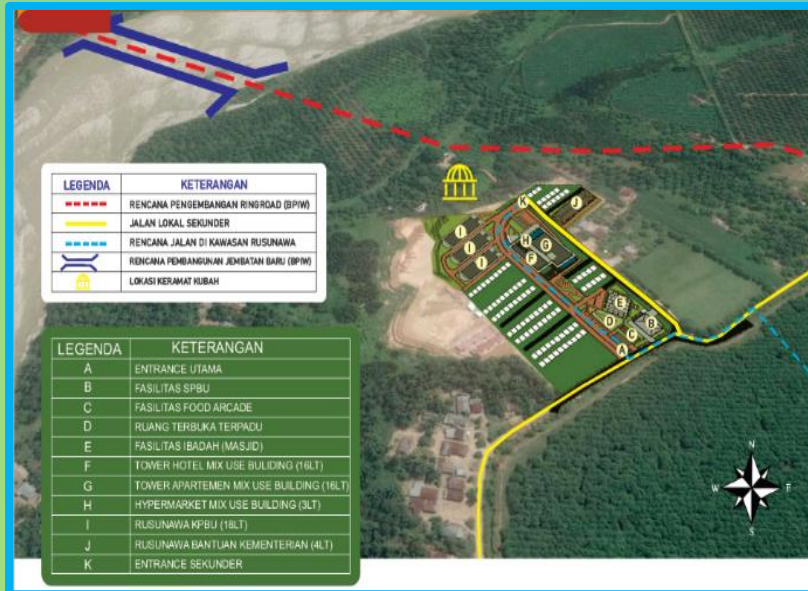 LEGENDA KETERANGAN
RENCANA PENGEMBANGAN RINGROAD (BPIW)
JALAN LOKAL SEKUNDER
RENCANA JALAN DI KAWASAN RUSUNAWA
RENCANA PEMBANGUNAN JEMBATAN BARU (BPIW)
LOKASI KERAMAT KUBAH
K
J
I
H
G
I
F
I
E
D
B
C
A
LEGENDA KETERANGAN
A ENTRANCE UTAMA
B FASILITAS SPBU
C FASILITAS FOOD ARCADE
D RUANG TERBUKA TERPADU
E FASILITAS IBADAH (MASJID)
F TOWER HOTEL MIX USE BULIDING (16LT)
G TOWER APARTEMEN MIX USE BUILDING (16LT)
H HYPERMARKET MIX USE BUILDING (3LT)
I RUSUNAWA KPBU (18LT)
J RUSUNAWA BANTUAN KEMENTERIAN (4LT)
K ENTRANCE SEKUNDER
N
W
S